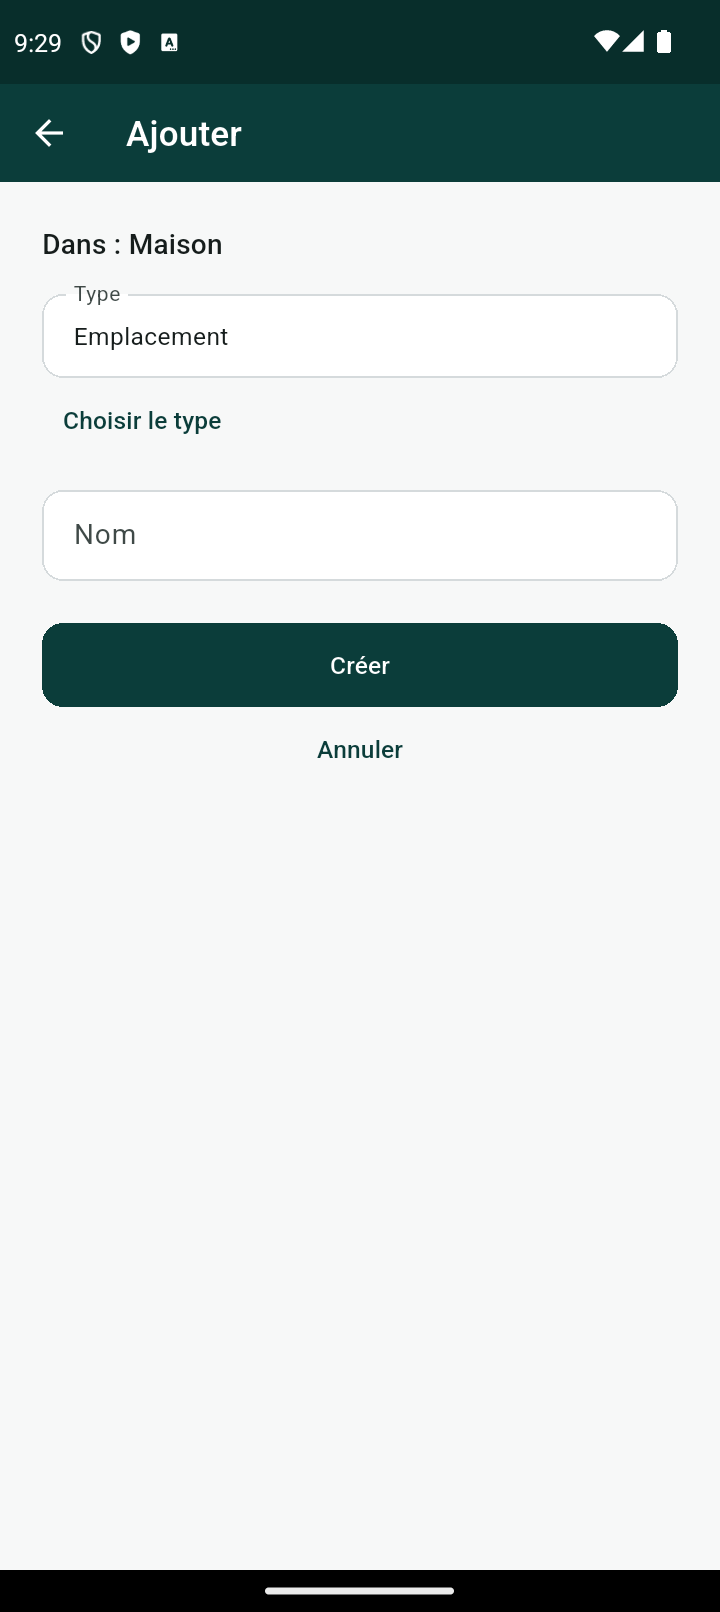 9:29
Ajouter
Dans : Maison
Type
Emplacement
Choisir le type
Nom
Créer
Annuler